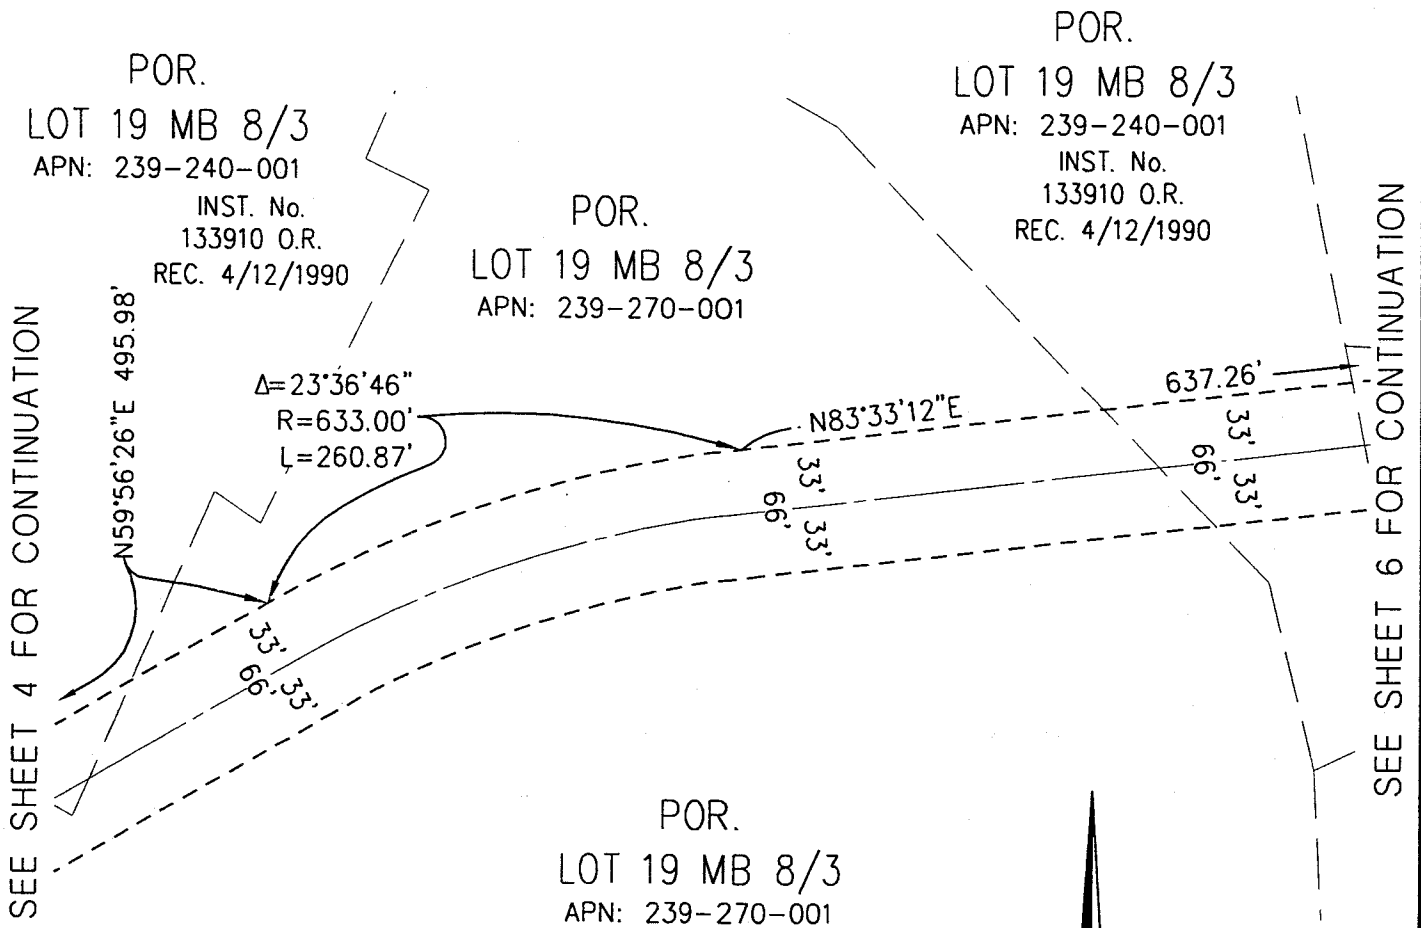 POR.
LOT 19 MB 8/3
APN: 239-240-001
INST. No.
133910 O.R.
REC. 4/12/1990
POR.
LOT 19 MB 8/3
APN: 239-270-001
POR.
LOT 19 MB 8/3
APN: 239-240-001
INST. No.
133910 O.R.
REC. 4/12/1990
SEE SHEET 4 FOR CONTINUATION
N59°56'26"E 495.98'
Δ=23°36'46"
R=633.00'
L=260.87'
N83°33'12"E
637.26'
33'
66' 33'
33'
66' 33'
33'
66' 33'
SEE SHEET 6 FOR CONTINUATION
POR.
LOT 19 MB 8/3
APN: 239-270-001